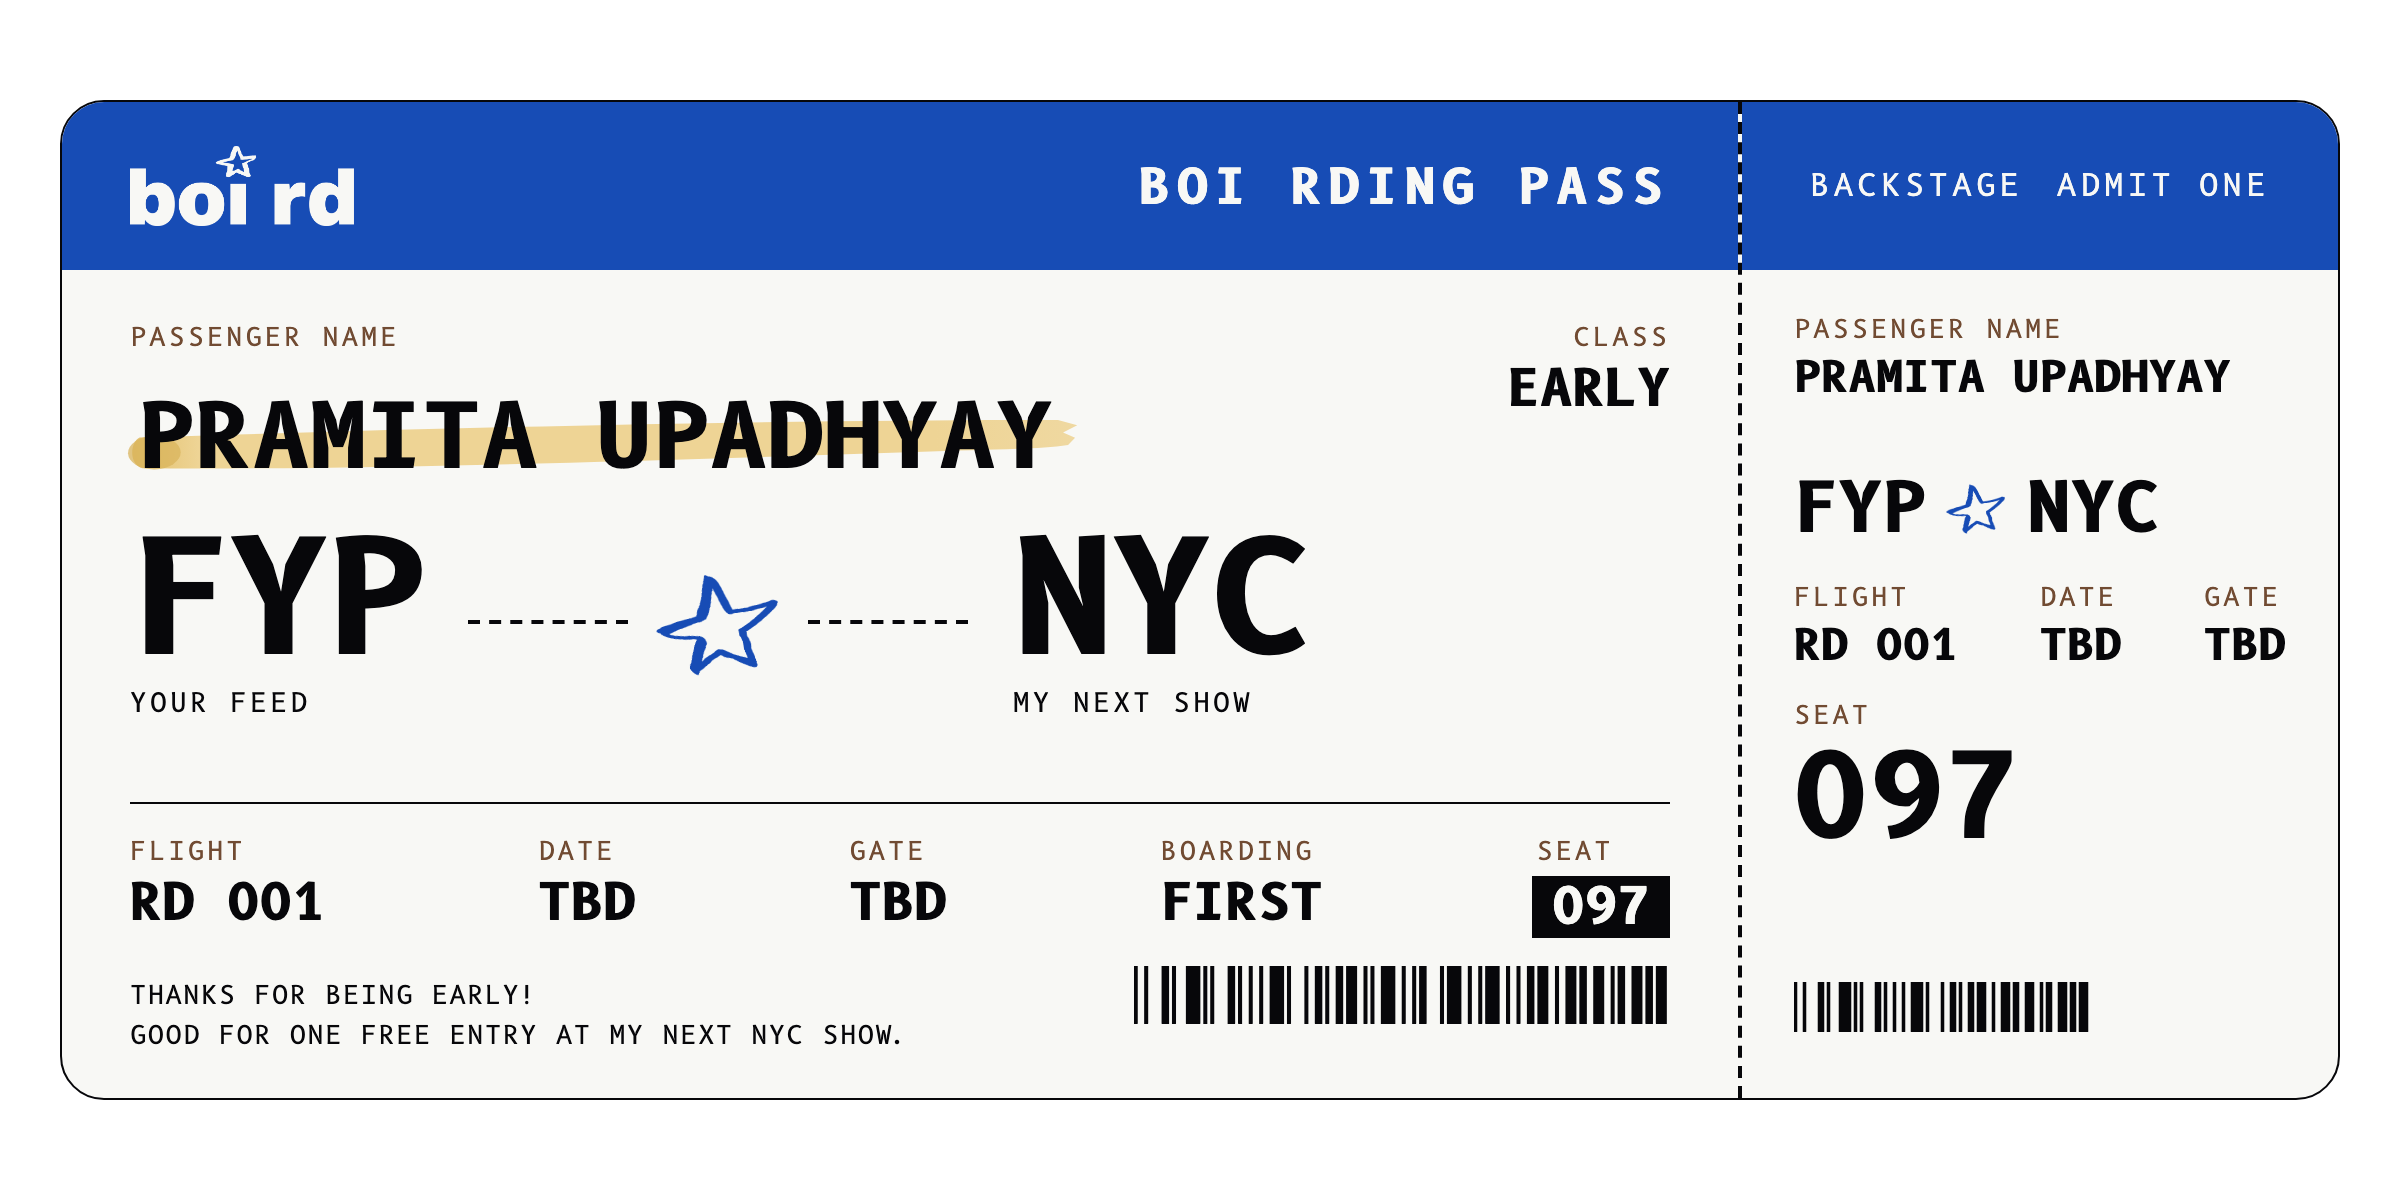 boi rd
BOI RDING PASS
PASSENGER NAME
CLASS
EARLY
PRAMITA UPADHYAY
FYP
NYC
YOUR FEED
MY NEXT SHOW
FLIGHT
DATE
GATE
BOARDING
SEAT
RD 001
TBD
TBD
FIRST
097
THANKS FOR BEING EARLY!
GOOD FOR ONE FREE ENTRY AT MY NEXT NYC SHOW.
BACKSTAGE ADMIT ONE
PASSENGER NAME
PRAMITA UPADHYAY
FYP NYC
FLIGHT
DATE
GATE
RD 001
TBD
TBD
SEAT
097